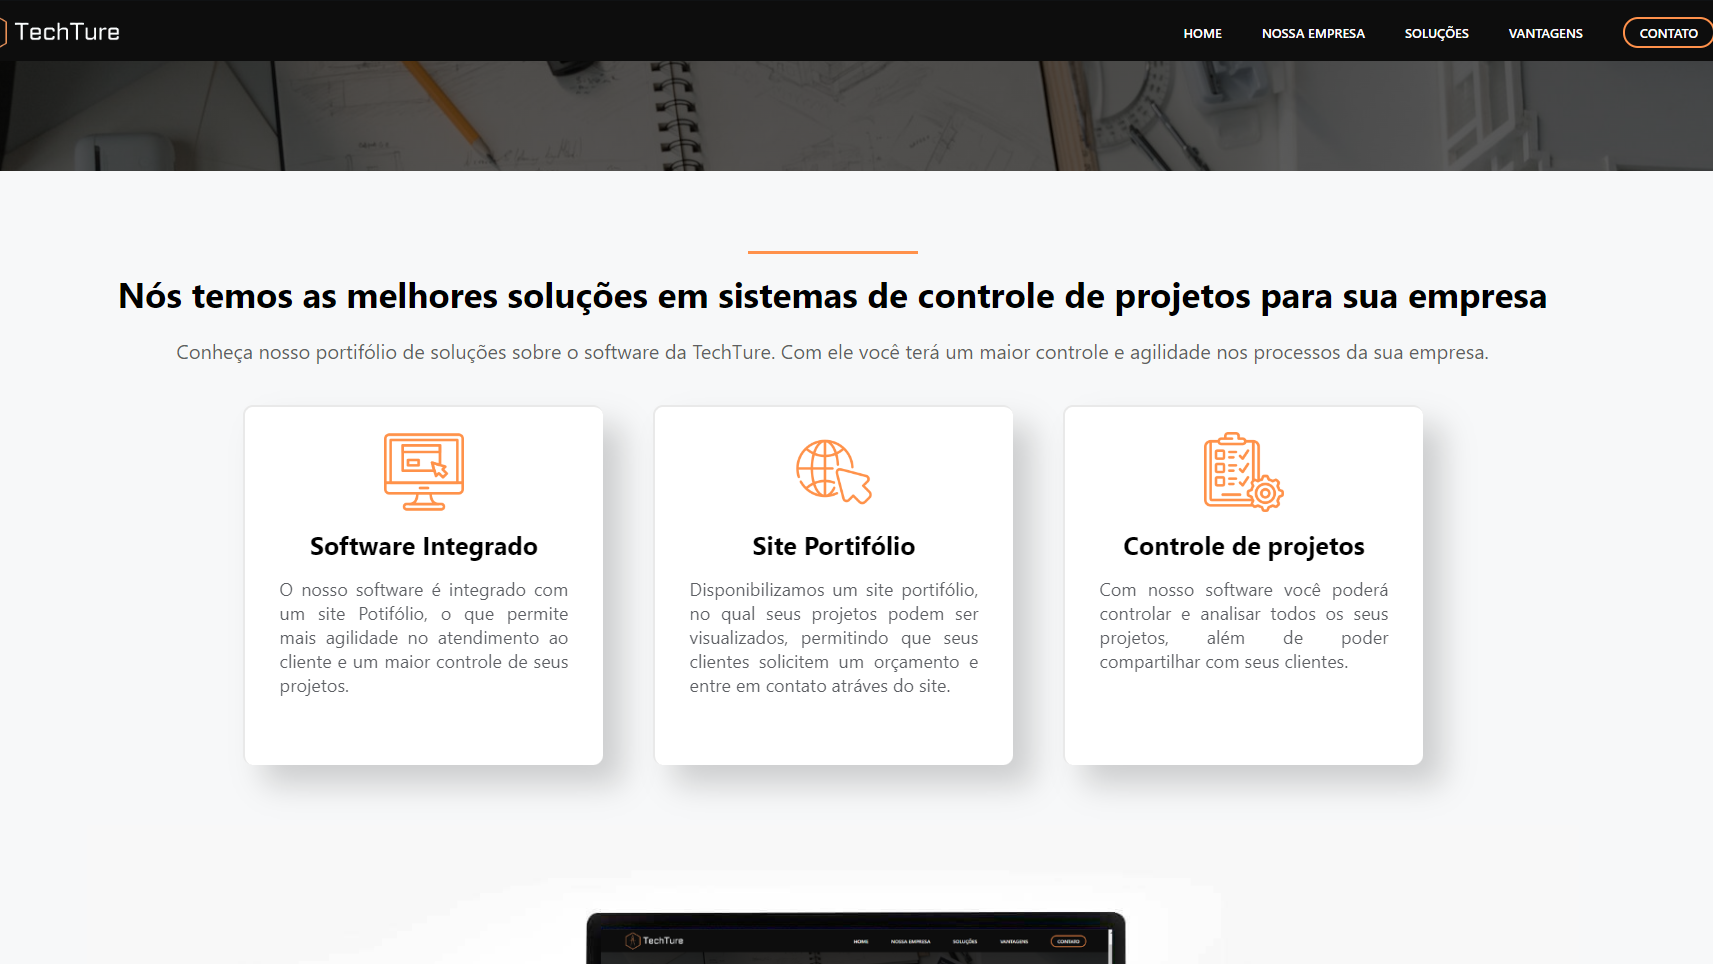 TechTure
HOME NOSSA EMPRESA SOLUÇÕES VANTAGENS CONTATO
Nós temos as melhores soluções em sistemas de controle de projetos para sua empresa
Conheça nosso portifólio de soluções sobre o software da TechTure. Com ele você terá um maior controle e agilidade nos processos da sua empresa.
Software Integrado
O nosso software é integrado com
um site Potifólio, o que permite
mais agilidade no atendimento ao
cliente e um maior controle de seus
projetos.
Site Portifólio
Disponibilizamos um site portifólio,
no qual seus projetos podem ser
visualizados, permitindo que seus
clientes solicitem um orçamento e
entre em contato atráves do site.
Controle de projetos
Com nosso software você poderá
controlar e analisar todos os seus
projetos, além de poder
compartilhar com seus clientes.
TechTure
HOME NOSSA EMPRESA SOLUÇÕES VANTAGENS CONTATO